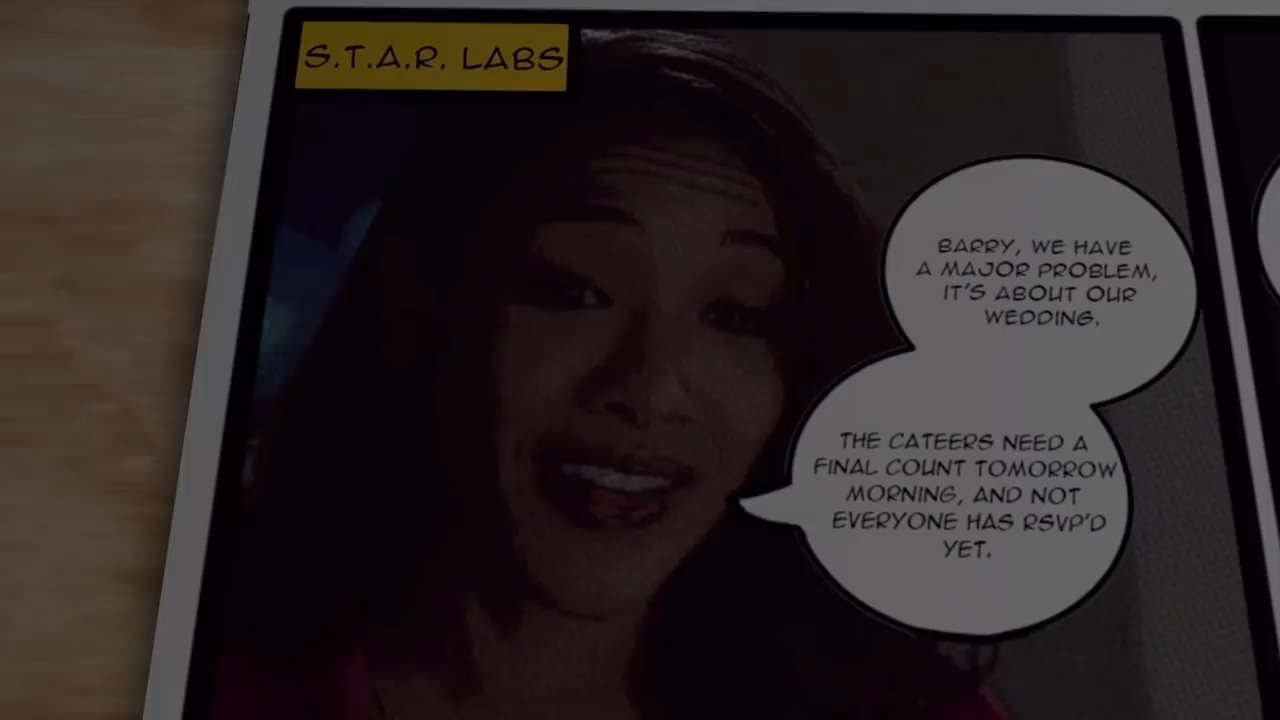 S.T.A.R. LABS
BARRY, WE HAVE
A MAJOR PROBLEM,
IT'S ABOUT OUR
WEDDING.
THE CATEERS NEED A
FINAL COUNT TOMORROW
MORNING, AND NOT
EVERYONE HAS RSVP'D
YET.